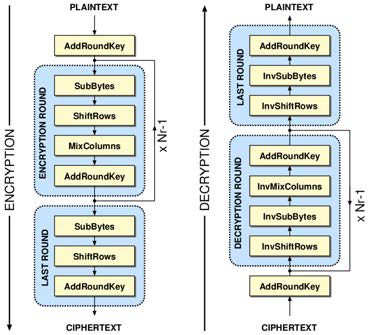 PLAINTEXT
AddRoundKey
SubBytes
ShiftRows
MixColumns
AddRoundKey
ENCRYPTION ROUND
x Nr-1
SubBytes
ShiftRows
AddRoundKey
LAST ROUND
CIPHERTEXT
ENCRYPTION
PLAINTEXT
AddRoundKey
InvSubBytes
InvShiftRows
LAST ROUND
AddRoundKey
InvMixColumns
InvSubBytes
InvShiftRows
DECRYPTION ROUND
x Nr-1
AddRoundKey
CIPHERTEXT
DECRYPTION